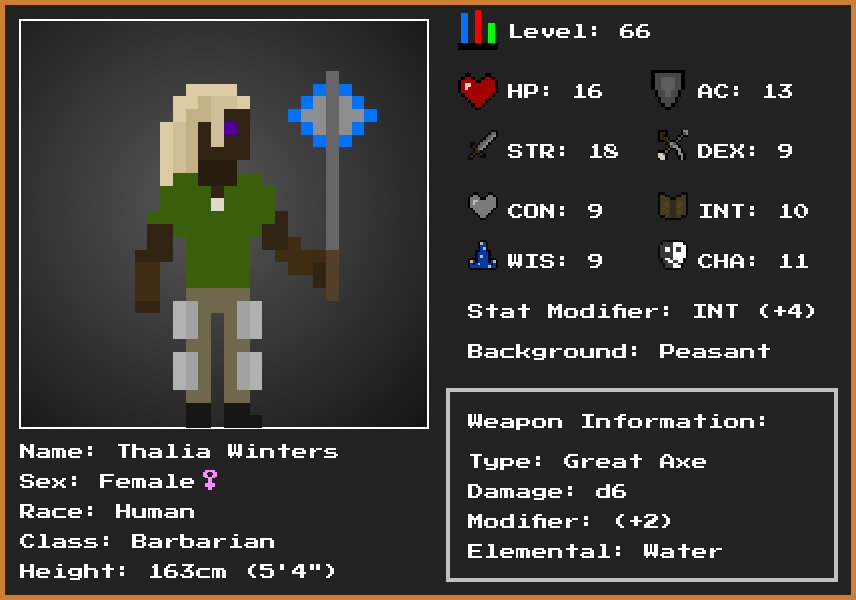 Level: 66
HP: 16 AC: 13
STR: 18 DEX: 9
CON: 9 INT: 10
WIS: 9 CHA: 11
Stat Modifier: INT (+4)
Background: Peasant
Weapon Information:
Type: Great Axe
Damage: d6
Modifier: (+2)
Elemental: Water
Name: Thalia Winters
Sex: Female♀
Race: Human
Class: Barbarian
Height: 163cm (5'4")